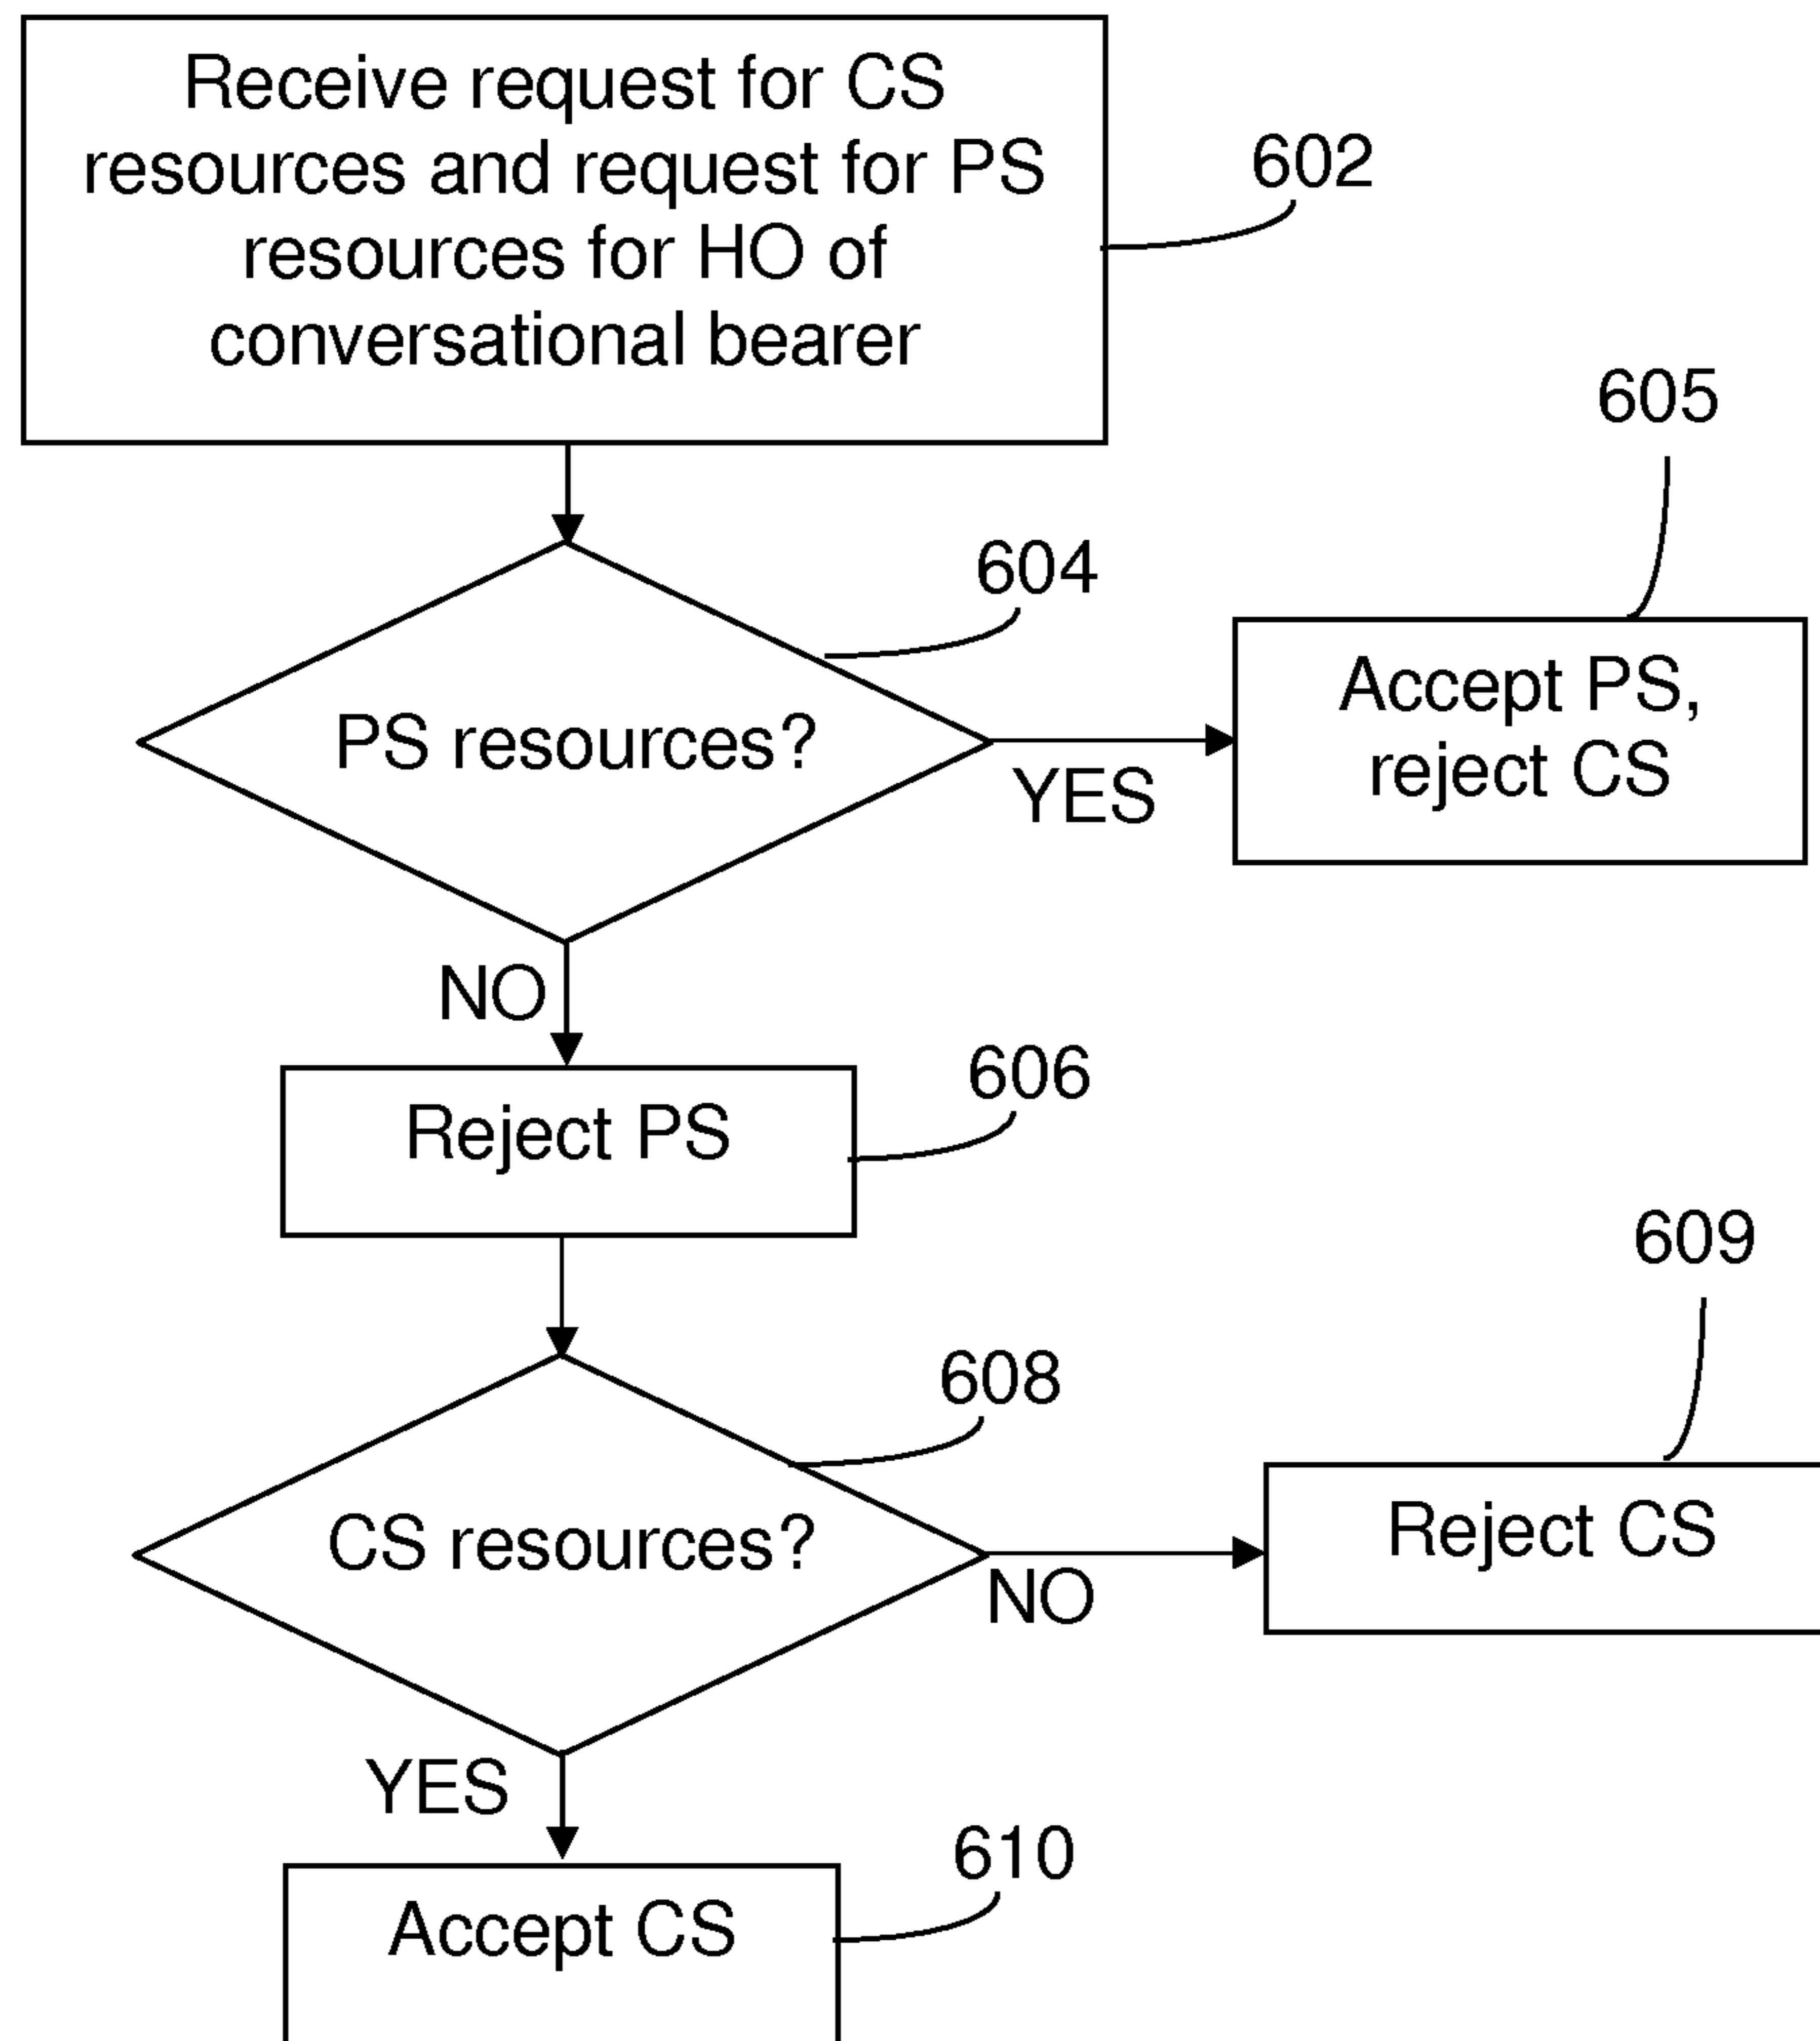 Receive request for CS
resources and request for PS
resources for HO of
conversational bearer
602
605
604
Accept PS,
reject CS
PS resources?
YES
NO
606
Reject PS
609
608
Reject CS
CS resources?
NO
YES
610
Accept CS